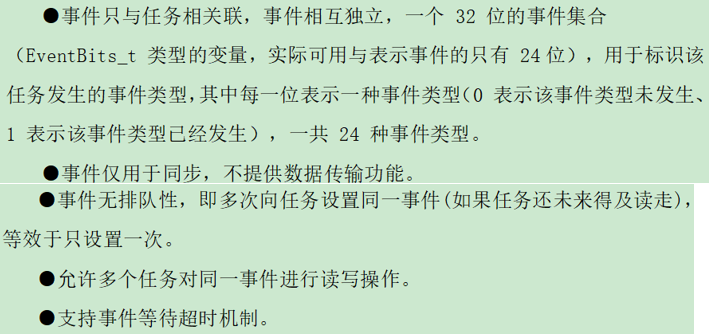 ●事件只与任务相关联，事件相互独立，一个 32 位的事件集合
（EventBits_t 类型的变量，实际可用与表示事件的只有 24位），用于标识该
任务发生的事件类型，其中每一位表示一种事件类型（0 表示该事件类型未发生、
1 表示该事件类型已经发生），一共 24 种事件类型。
●事件仅用于同步，不提供数据传输功能。
●事件无排队性，即多次向任务设置同一事件(如果任务还未来得及读走)，
等效于只设置一次。
●允许多个任务对同一事件进行读写操作。
●支持事件等待超时机制。